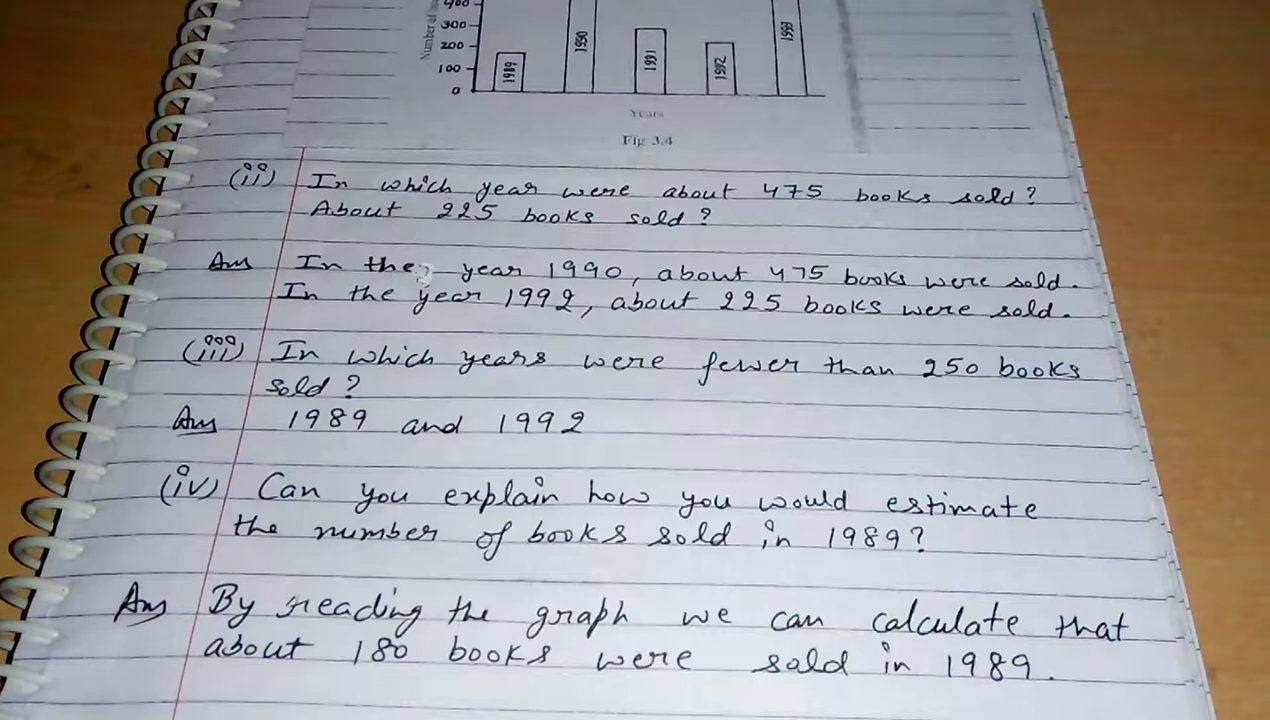 400
300
200
100
0
1989
1990
1991
1992
1993
Years
Fig 3.4
(ii) In which year were about 475 books sold?
About 225 books sold?
Ans In the year 1990, about 475 books were sold.
In the year 1992, about 225 books were sold.
(iii) In which years were fewer than 250 books
sold?
Ans 1989 and 1992
(iv) Can you explain how you would estimate
the number of books sold in 1989?
Ans By reading the graph we can calculate that
about 180 books were sold in 1989.